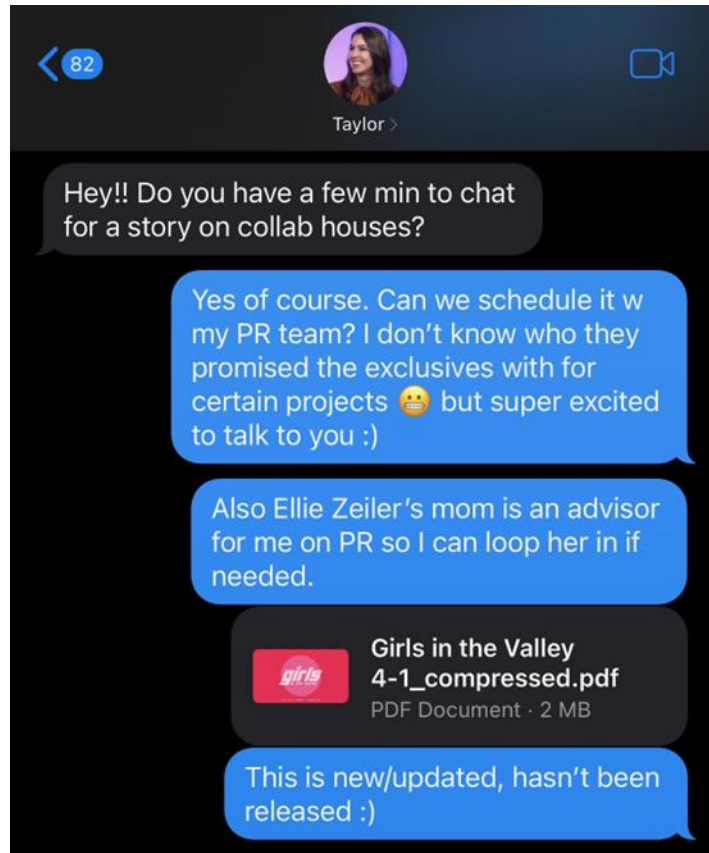 82
Taylor >
Hey!! Do you have a few min to chat
for a story on collab houses?
Yes of course. Can we schedule it w
my PR team? I don’t know who they
promised the exclusives with for
certain projects 😬 but super excited
to talk to you :)
Also Ellie Zeiler’s mom is an advisor
for me on PR so I can loop her in if
needed.
girls
Girls in the Valley
4-1_compressed.pdf
PDF Document · 2 MB
This is new/updated, hasn’t been
released :)